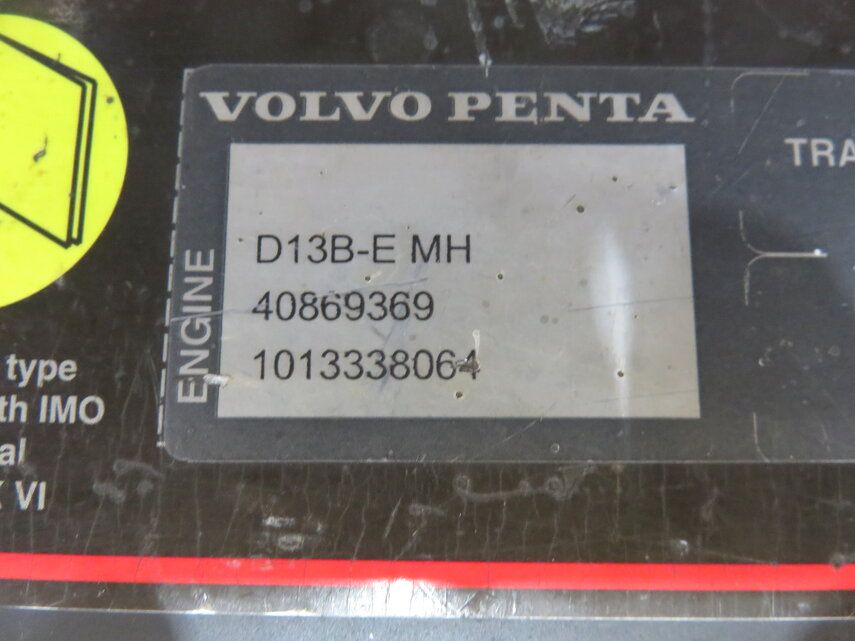 VOLVO PENTA
TRA
ENGINE
D13B-E MH
40869369
1013338064
type
th IMO
al
VI